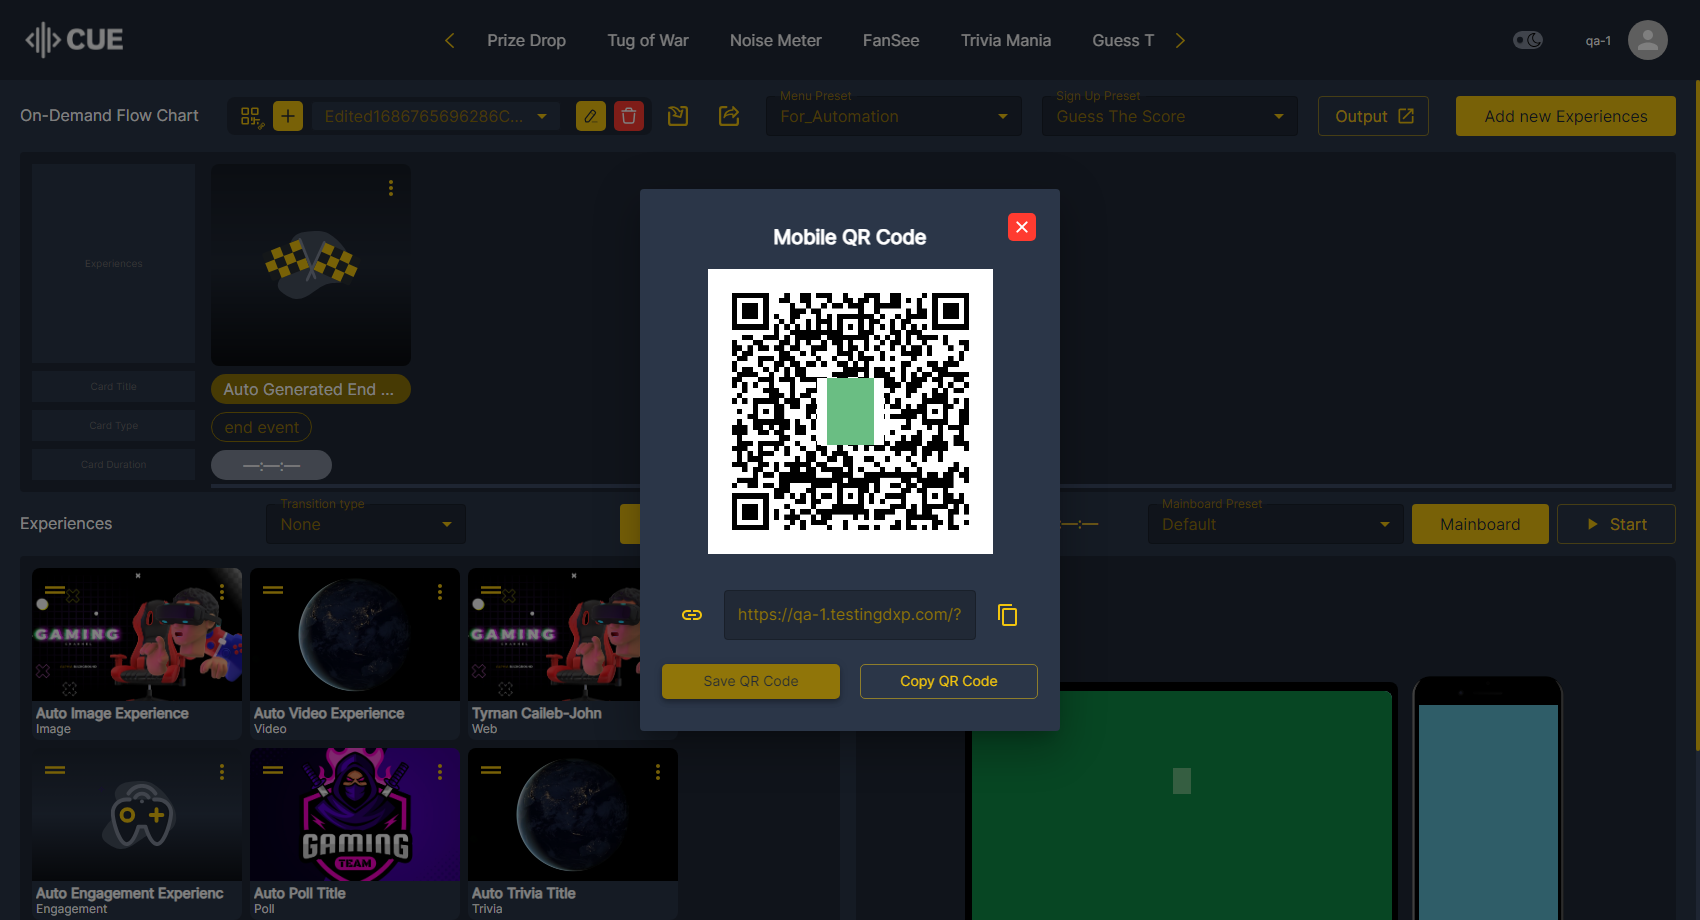 CUE
Prize Drop
Tug of War
Noise Meter
FanSee
Trivia Mania
Guess T
qa-1
On-Demand Flow Chart
Edited1686765696286C...
Menu Preset
For_Automation
Sign Up Preset
Guess The Score
Output
Add new Experiences
Experiences
Card Title
Auto Generated End ...
Card Type
end event
Card Duration
—:—:—
Mobile QR Code
https://qa-1.testingdxp.com/?
Save QR Code
Copy QR Code
Experiences
Transition type
None
Mainboard Preset
Default
Mainboard
Start
GAMING
GAMING
Auto Image Experience
Image
Auto Video Experience
Video
Tyrnan Caileb-John
Web
GAMING
TEAM
Auto Engagement Experienc
Engagement
Auto Poll Title
Poll
Auto Trivia Title
Trivia